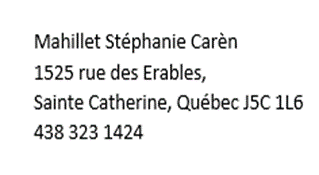 Mahillet Stéphanie Carèn
1525 rue des Erables,
Sainte Catherine, Québec J5C 1L6
438 323 1424